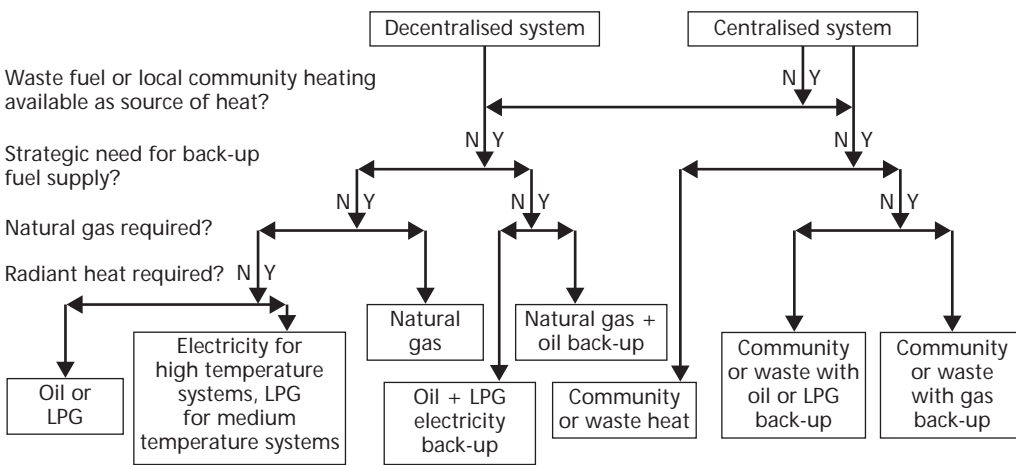 Decentralised system
Centralised system
Waste fuel or local community heating
available as source of heat?
N Y
Strategic need for back-up
fuel supply?
N Y
N Y
Natural gas required?
N Y
N Y
N Y
Radiant heat required?
N Y
Oil or
LPG
Electricity for
high temperature
systems, LPG
for medium
temperature systems
Natural
gas
Oil + LPG
electricity
back-up
Natural gas +
oil back-up
Community
or waste heat
Community
or waste with
oil or LPG
back-up
Community
or waste
with gas
back-up